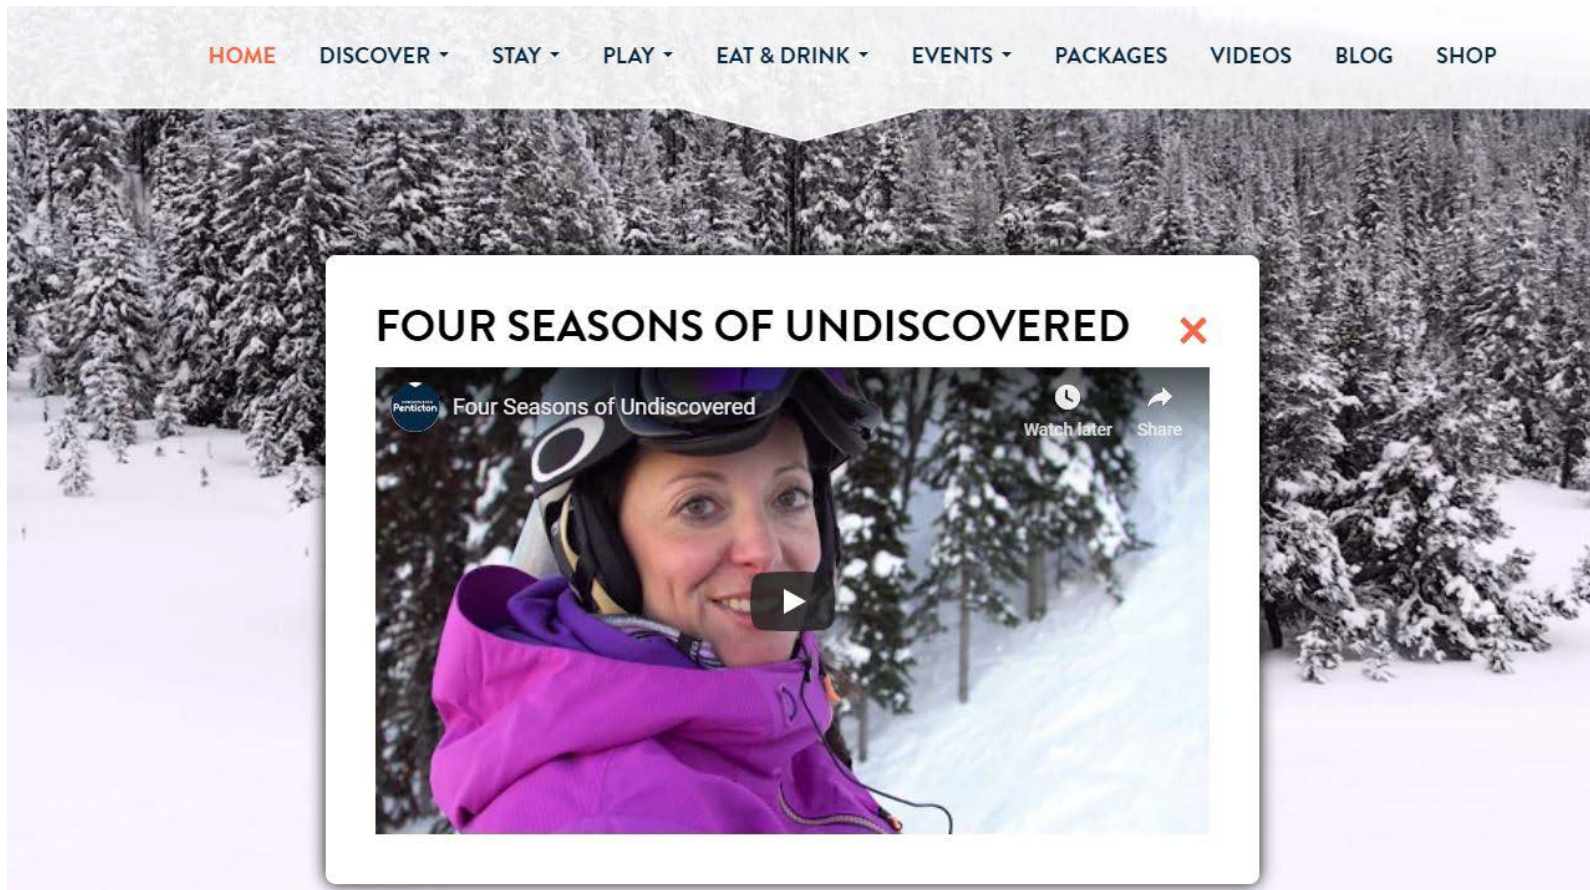 HOME DISCOVER STAY PLAY EAT & DRINK EVENTS PACKAGES VIDEOS BLOG SHOP
FOUR SEASONS OF UNDISCOVERED
Penticton Four Seasons of Undiscovered
Watch later Share